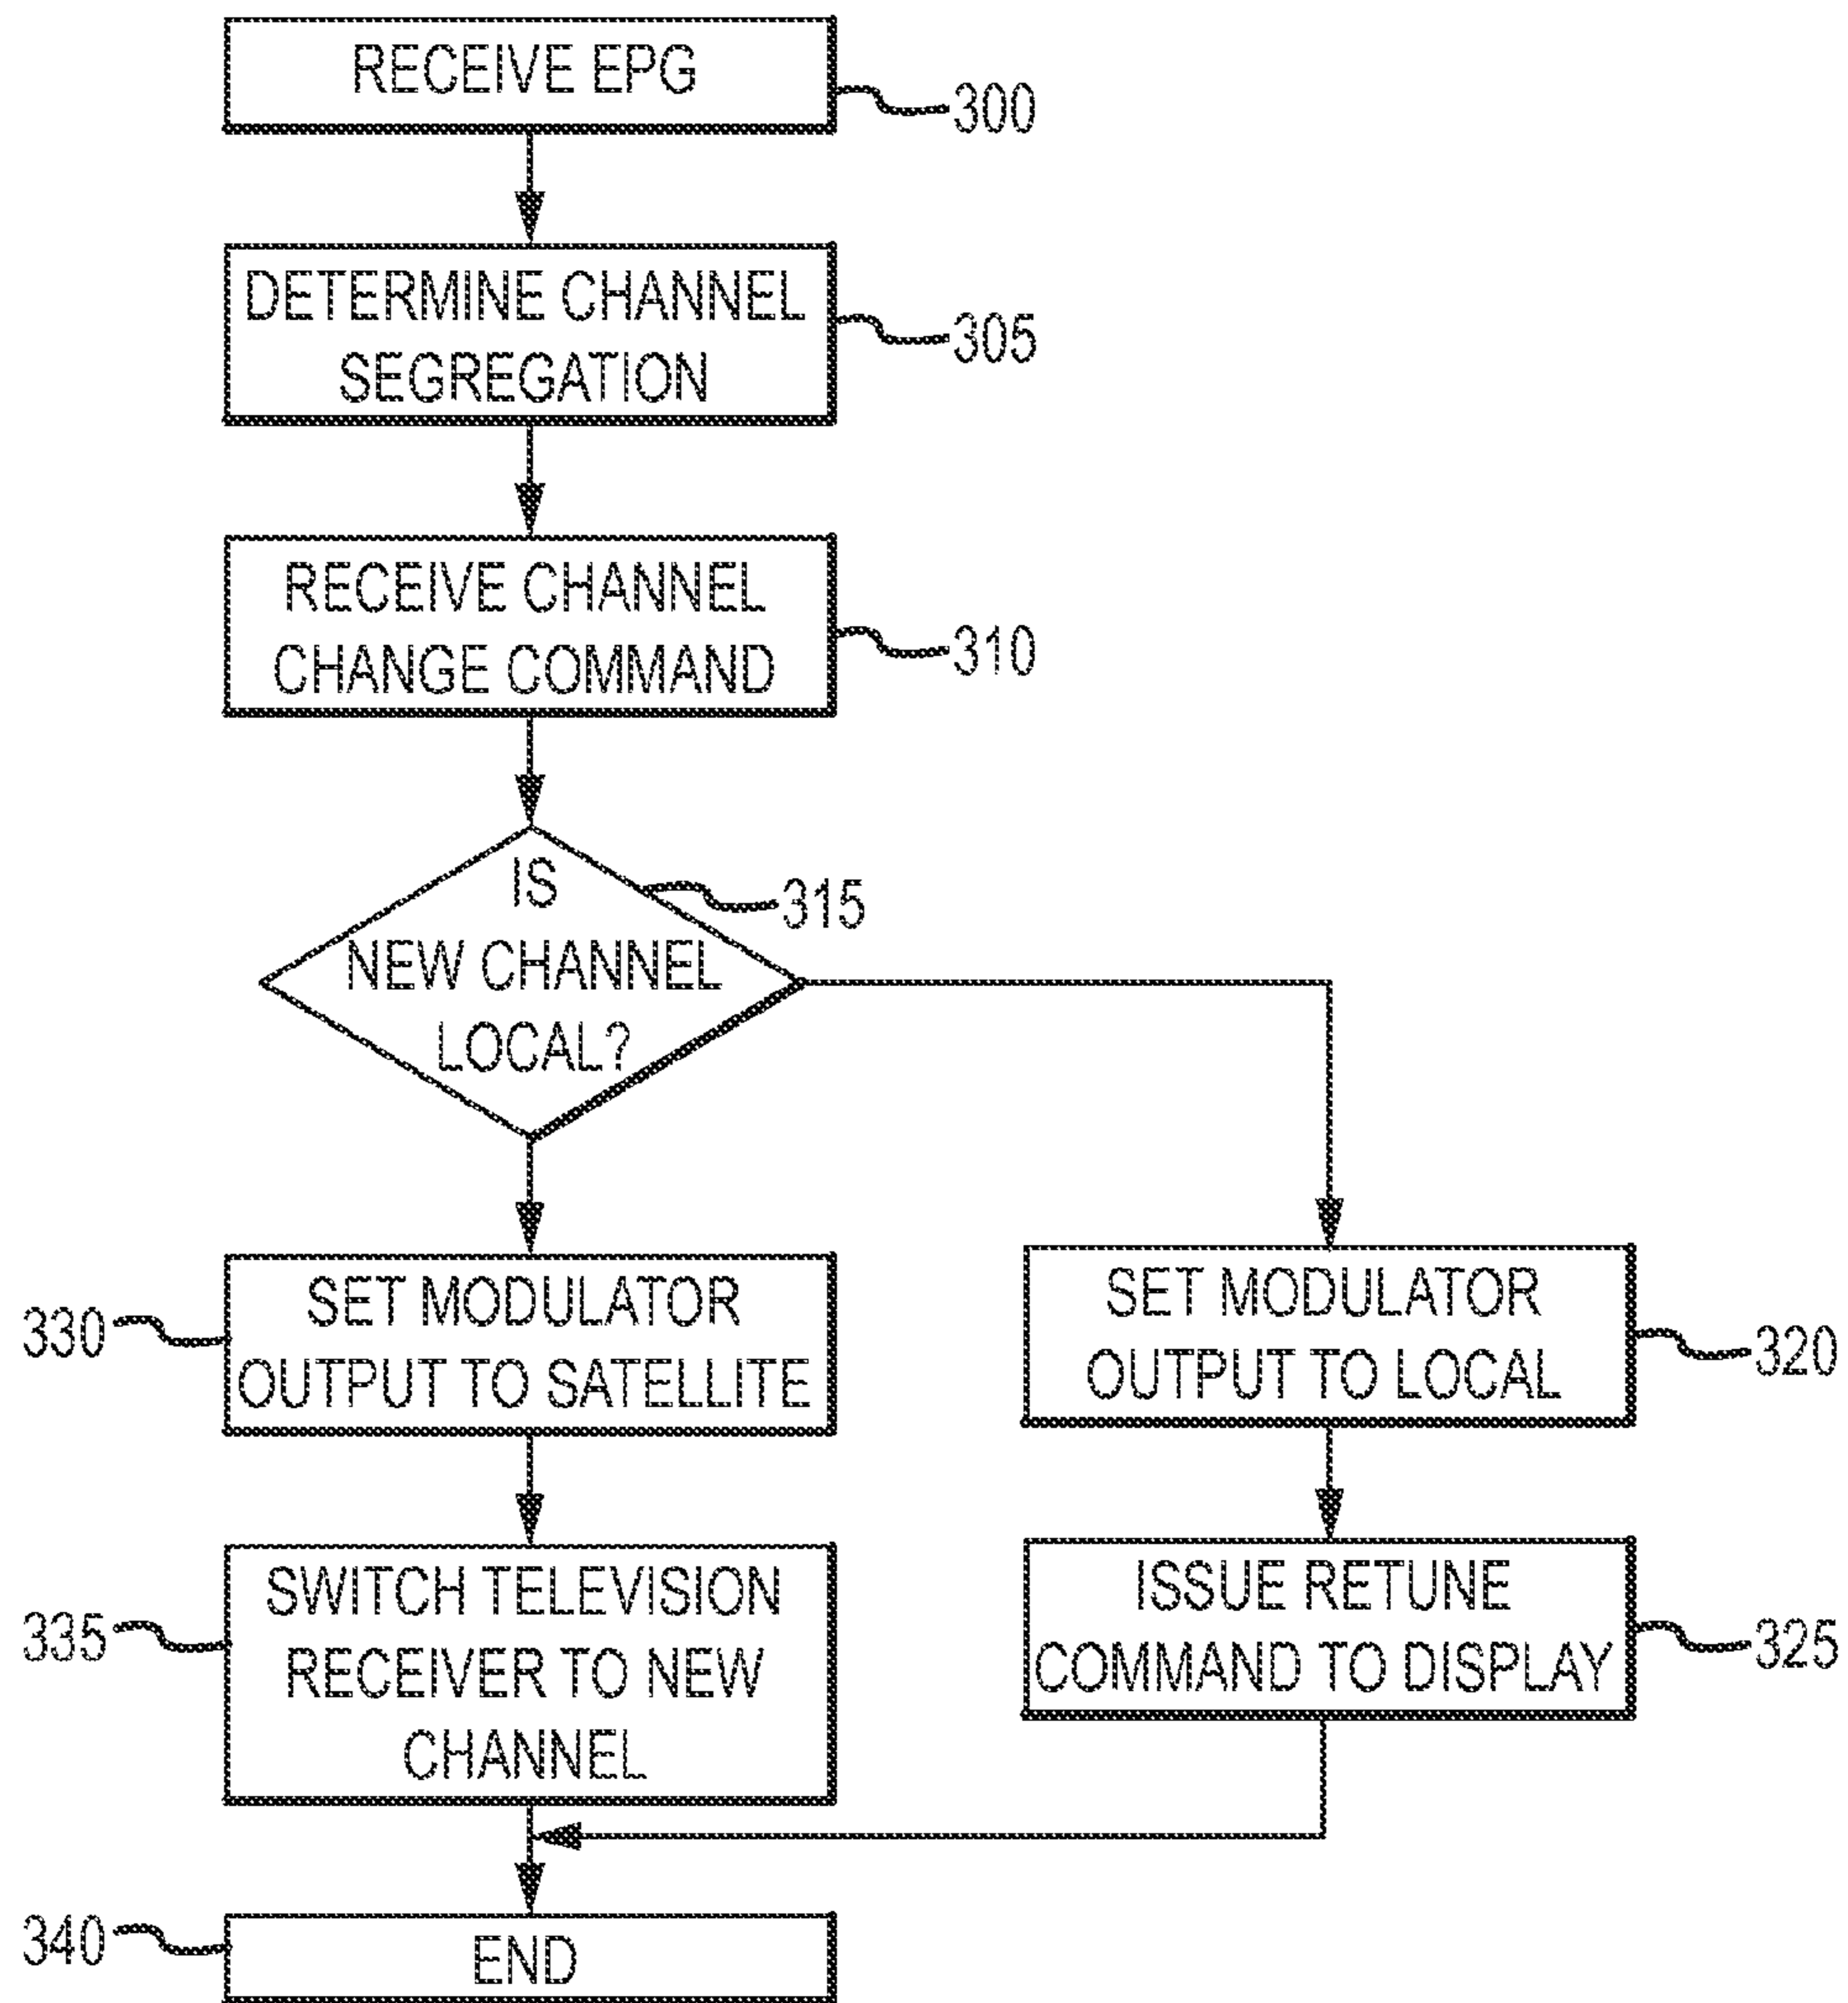 RECEIVE EPG
300
DETERMINE CHANNEL
SEGREGATION
305
RECEIVE CHANNEL
CHANGE COMMAND
310
IS
NEW CHANNEL
LOCAL?
315
330
SET MODULATOR
OUTPUT TO SATELLITE
SET MODULATOR
OUTPUT TO LOCAL
320
335
SWITCH TELEVISION
RECEIVER TO NEW
CHANNEL
ISSUE RETUNE
COMMAND TO DISPLAY
325
340
END